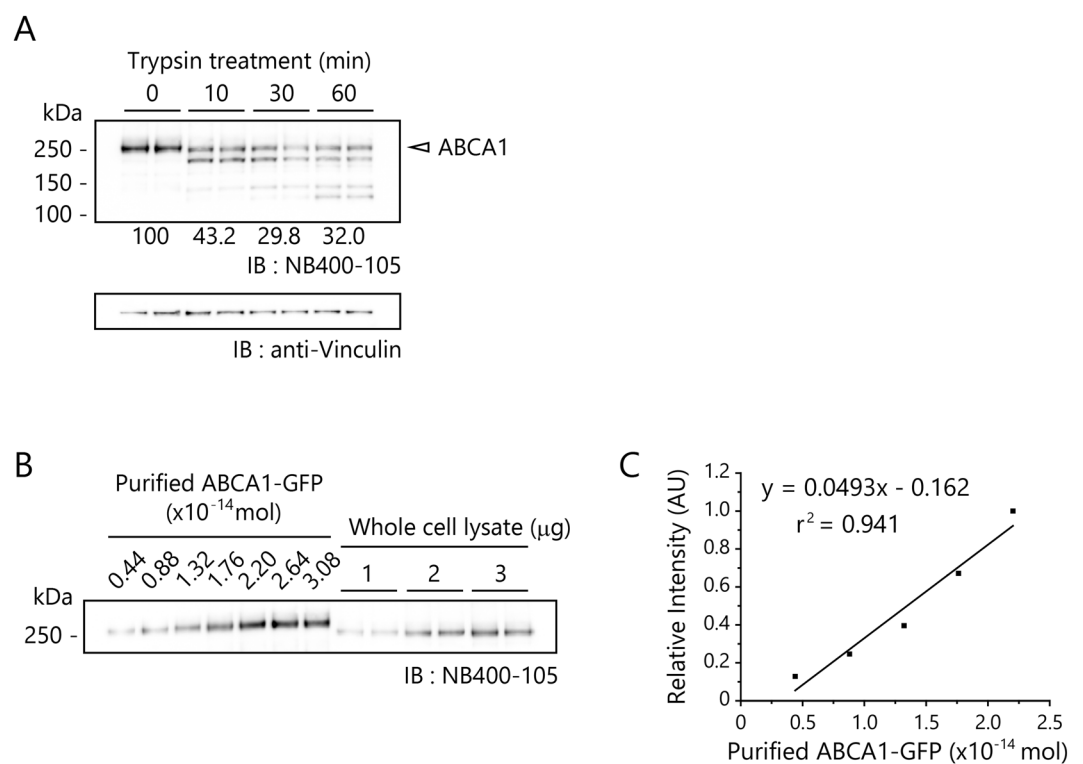 A
Trypsin treatment (min)
0 10 30 60
kDa
250 - ABCA1
150 -
100 -
100 43.2 29.8 32.0
IB : NB400-105
IB : anti-Vinculin
B
Purified ABCA1-GFP
(x10-14mol)
Whole cell lysate (μg)
0.44 0.88 1.32 1.76 2.20 2.64 3.08
1 2 3
kDa
250 -
IB : NB400-105
C
Relative Intensity (AU)
1.2
1.0
0.8
0.6
0.4
0.2
0
y = 0.0493x - 0.162
r2 = 0.941
0 0.5 1.0 1.5 2.0 2.5
Purified ABCA1-GFP (x10-14 mol)